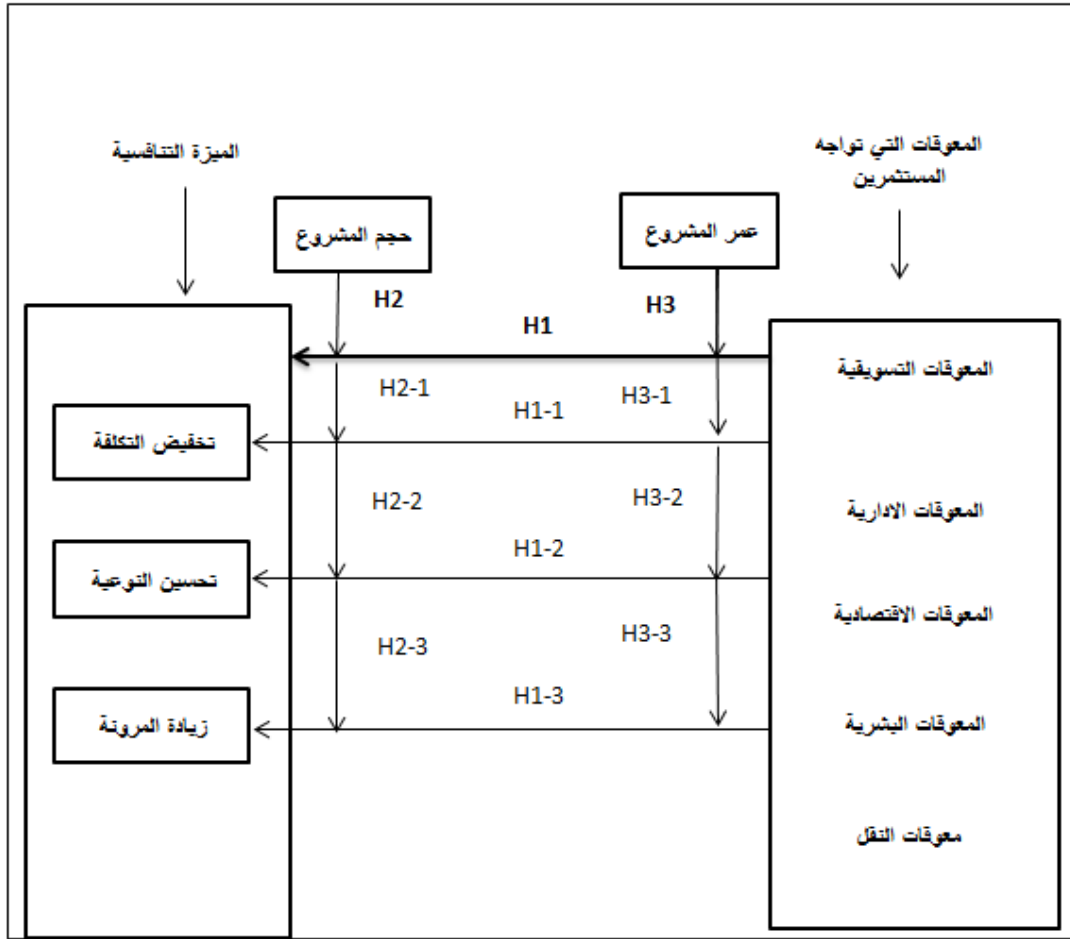 المعوقات التي تواجه
المستثمرين
الميزة التنافسية
عمر المشروع
حجم المشروع
H3
H2
H1
المعوقات التسويقية
H3-1
H2-1
H1-1
تخفيض التكلفة
المعوقات الادارية
H3-2
H2-2
H1-2
تحسين النوعية
المعوقات الاقتصادية
H3-3
H2-3
H1-3
المعوقات البشرية
زيادة المرونة
معوقات النقل